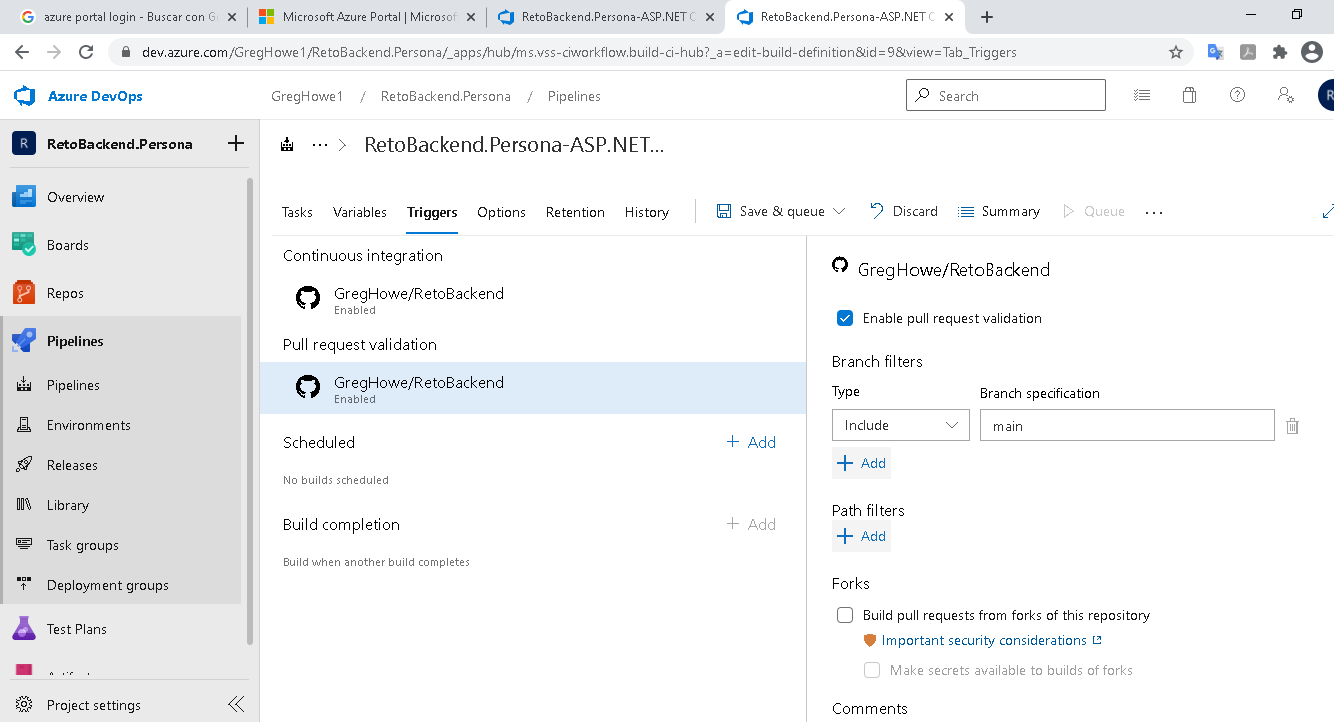 azure portal login - Buscar con G
Microsoft Azure Portal | Microsof
RetoBackend.Persona-ASP.NET C
RetoBackend.Persona-ASP.NET C
dev.azure.com/GregHowe1/RetoBackend.Persona/_apps/hub/ms.vss-ciworkflow.build-ci-hub?_a=edit-build-definition&id=9&view=Tab_Triggers
Azure DevOps
GregHowe1 / RetoBackend.Persona / Pipelines
Search
R
R RetoBackend.Persona
Overview
Boards
Repos
Pipelines
Pipelines
Environments
Releases
Library
Task groups
Deployment groups
Test Plans
Project settings
... > RetoBackend.Persona-ASP.NET...
Tasks Variables Triggers Options Retention History Save & queue Discard Summary Queue ...
Continuous integration
GregHowe/RetoBackend
Enabled
Pull request validation
GregHowe/RetoBackend
Enabled
Scheduled + Add
No builds scheduled
Build completion + Add
Build when another build completes
GregHowe/RetoBackend
Enable pull request validation
Branch filters
Type Branch specification
Include main
+ Add
Path filters
+ Add
Forks
Build pull requests from forks of this repository
Important security considerations
Make secrets available to builds of forks
Comments